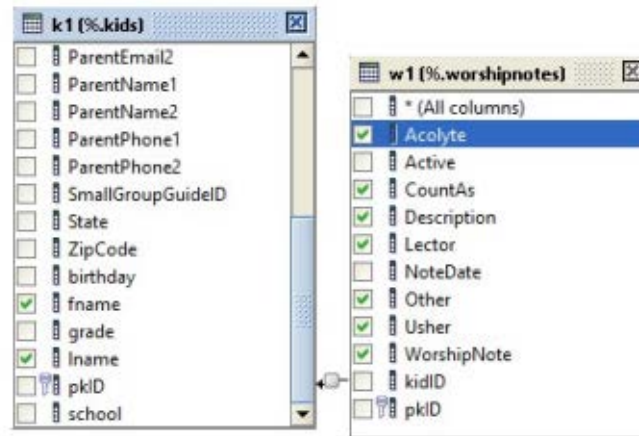 k1 (%.kids)
ParentEmail2
ParentName1
ParentName2
ParentPhone1
ParentPhone2
SmallGroupGuideID
State
ZipCode
birthday
fname
grade
lname
pkID
school
w1 (%.worshipnotes)
* (All columns)
Acolyte
Active
CountAs
Description
Lector
NoteDate
Other
Usher
WorshipNote
kidID
pkID